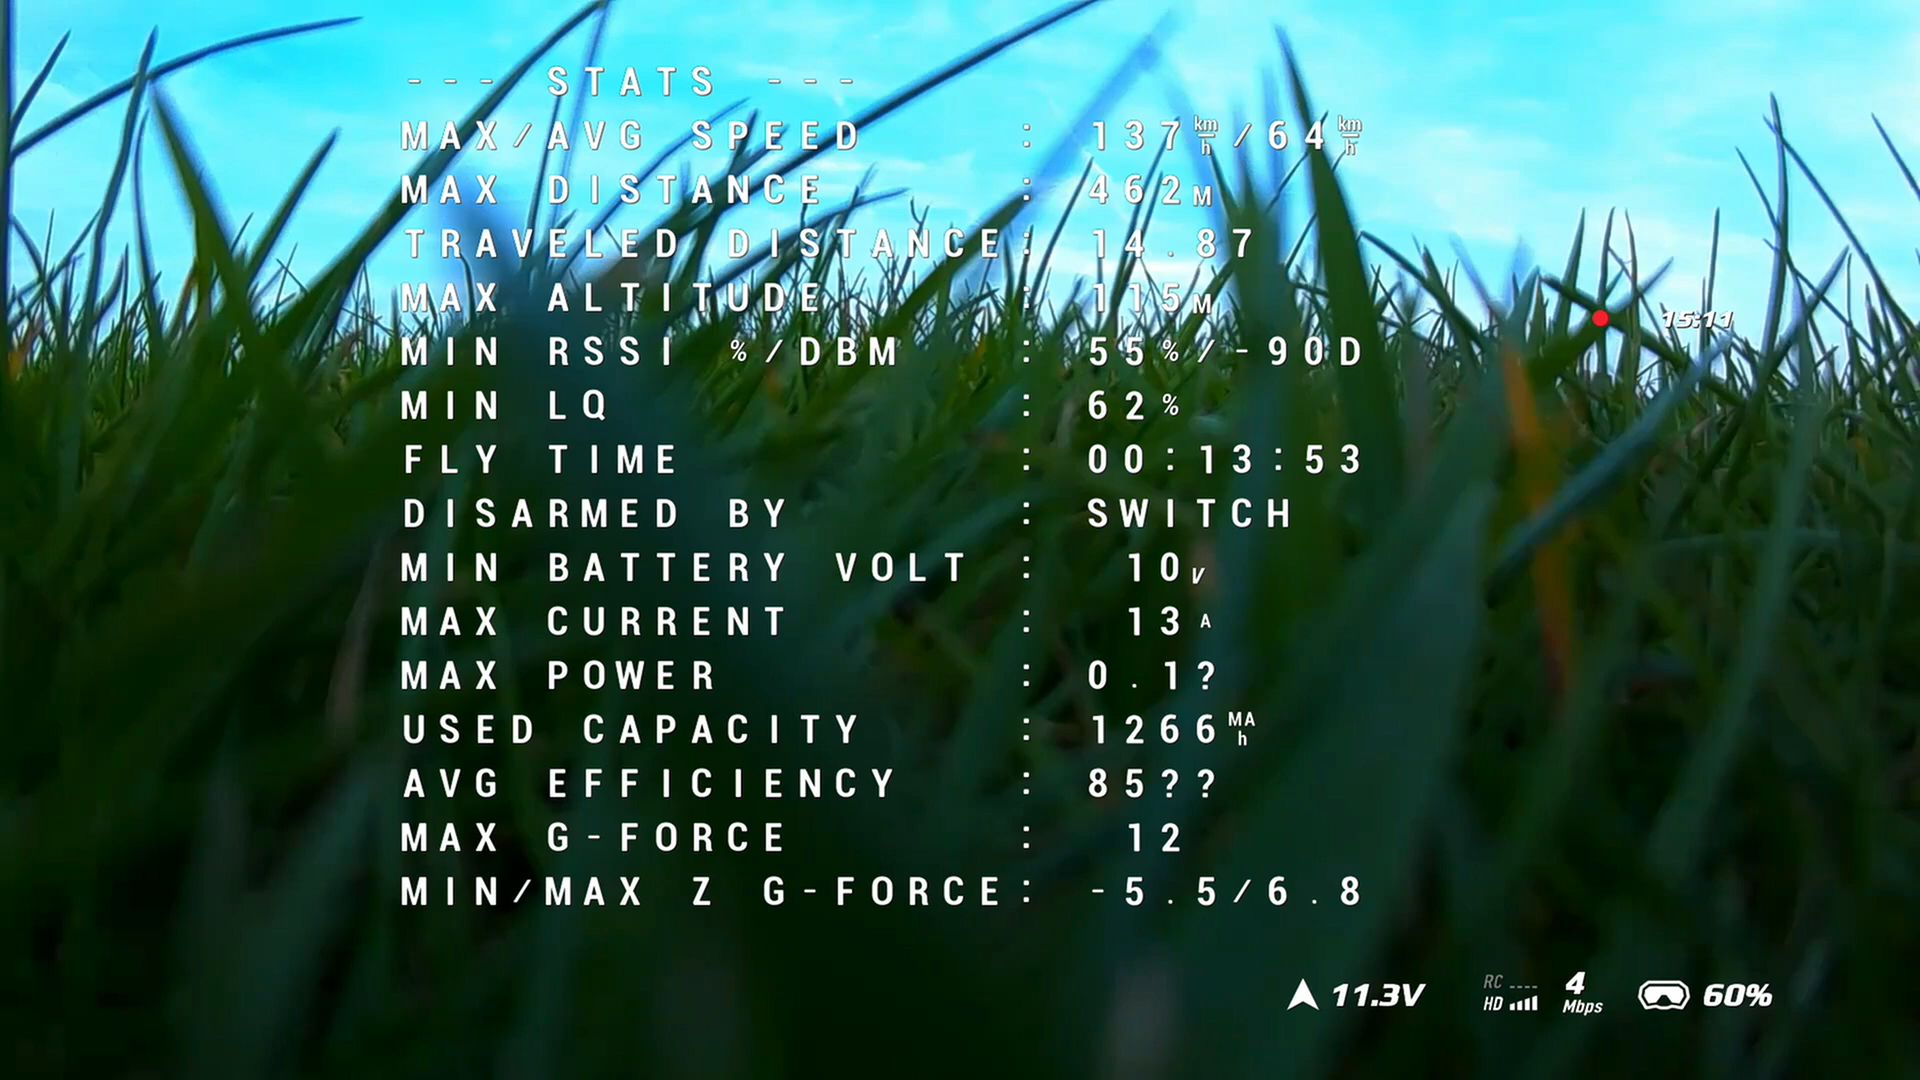 --- STATS ---
MAX/AVG SPEED : 137km/h/64km/h
MAX DISTANCE : 462M
TRAVELED DISTANCE: 14.87
MAX ALTITUDE : 115M
MIN RSSI %/DBM : 55%/-90D
MIN LQ : 62%
FLY TIME : 00:13:53
DISARMED BY : SWITCH
MIN BATTERY VOLT : 10V
MAX CURRENT : 13A
MAX POWER : 0.1?
USED CAPACITY : 1266MAh
AVG EFFICIENCY : 85??
MAX G-FORCE : 12
MIN/MAX Z G-FORCE: -5.5/6.8
15:11
11.3V
RC
HD
4
Mbps
60%